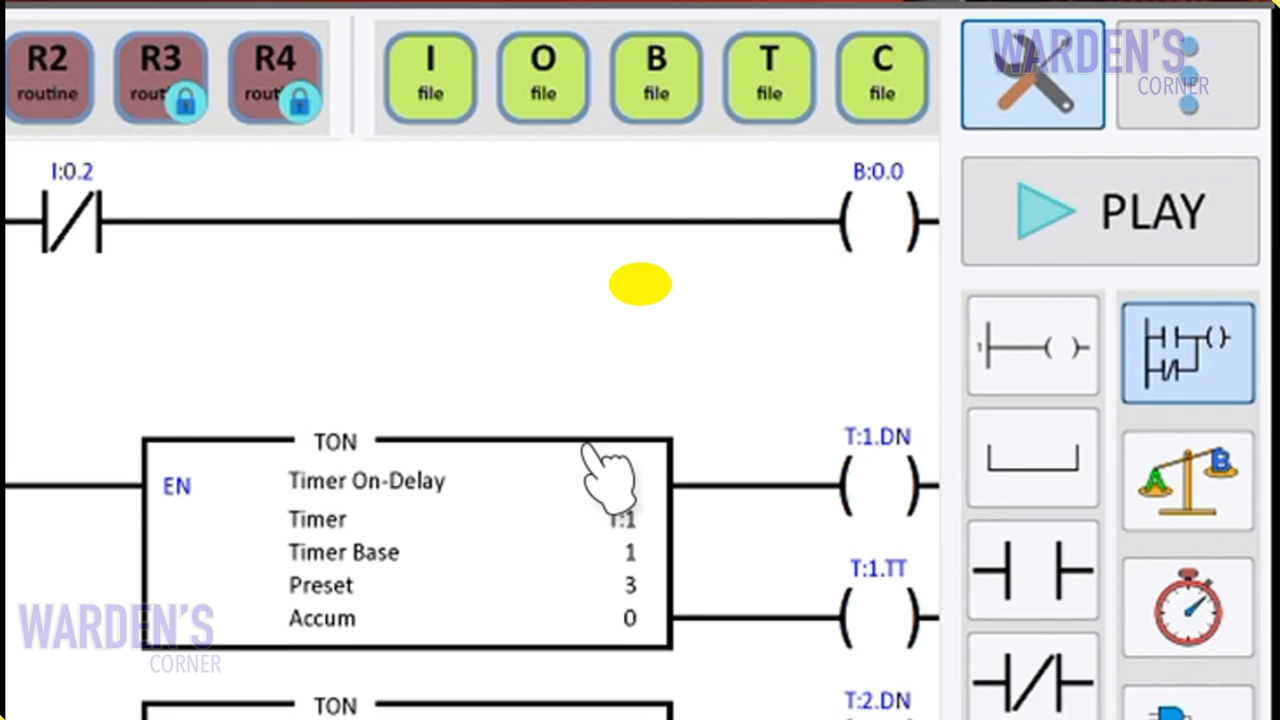 R2
routine
R3
rout
R4
rout
I
file
O
file
B
file
T
file
C
file
WARDEN'S
CORNER
PLAY
I:0.2
B:0.0
1
TON
EN
Timer On-Delay
Timer T:1
Timer Base 1
Preset 3
Accum 0
T:1.DN
T:1.TT
A B
WARDEN'S
CORNER
TON
T:2.DN